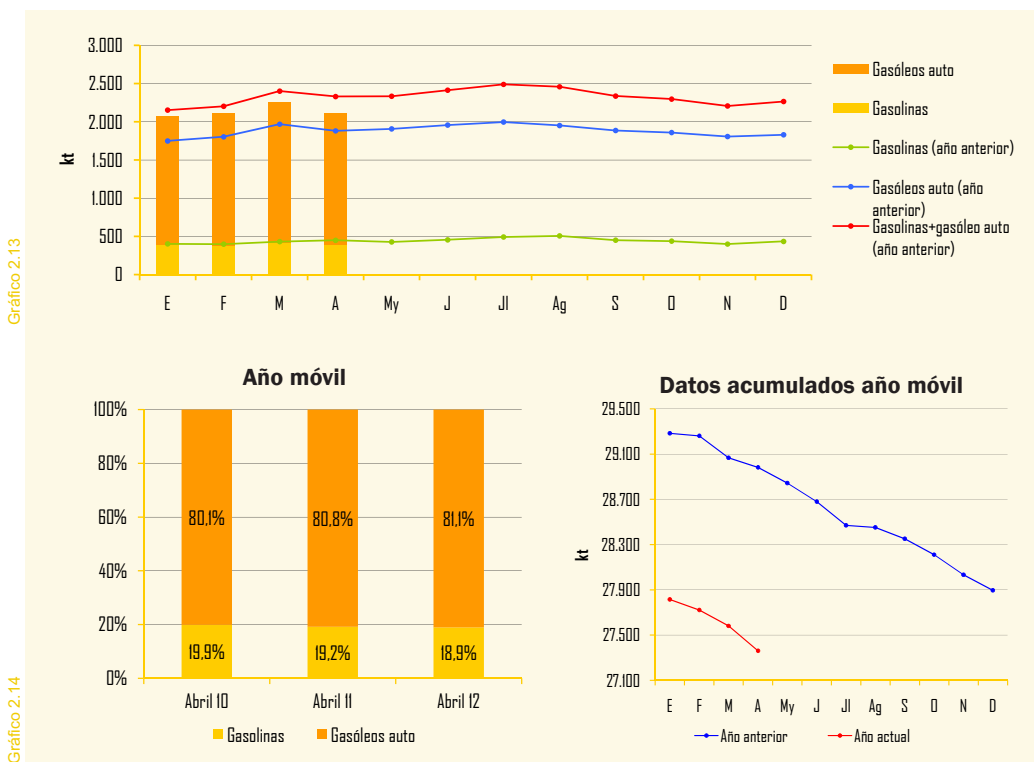 3.000
2.500
2.000
1.500
1.000
500
0
kt
E F M A My J Jl Ag S O N D
Gasóleos auto
Gasolinas
Gasolinas (año anterior)
Gasóleos auto (año
anterior)
Gasolinas+gasóleo auto
(año anterior)
Gráfico 2.13
Año móvil
100%
80%
60%
40%
20%
0%
80,1% 80,8% 81,1%
19,9% 19,2% 18,9%
Abril 10 Abril 11 Abril 12
Gasolinas Gasóleos auto
Datos acumulados año móvil
29.500
29.100
28.700
28.300
27.900
27.500
27.100
kt
E F M A My J Jl Ag S O N D
Año anterior Año actual
Gráfico 2.14